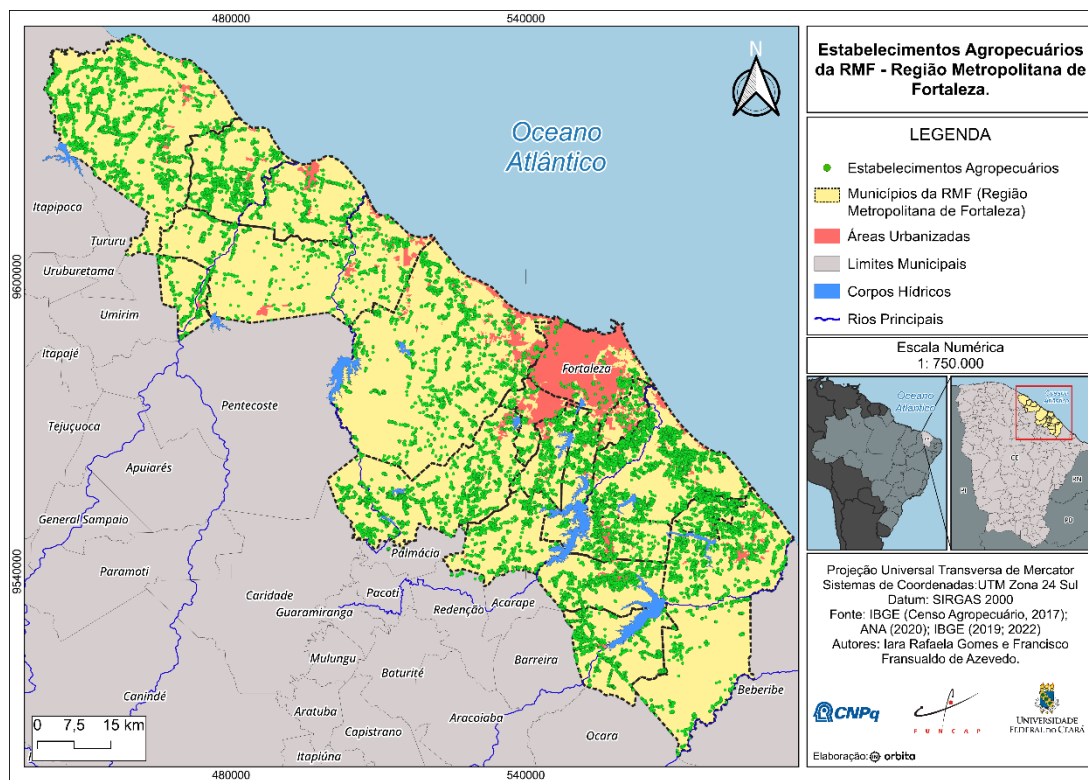 480000
540000
N
Oceano
Atlântico
Itapipoca
Tururu
Uruburetama
Umirim
Itapajé
Pentecoste
Tejuçuoca
Apuiarés
General Sampaio
Paramoti
Caridade
Palmácia
Pacoti
Guaramiranga
Redenção
Acarape
Mulungu
Baturité
Barreira
Canindé
Aratuba
Capistrano
Aracoiaba
Itapiúna
Ocara
Beberibe
Fortaleza
9600000
9540000
0 7,5 15 km
480000
540000
Estabelecimentos Agropecuários
da RMF - Região Metropolitana de
Fortaleza.
LEGENDA
Estabelecimentos Agropecuários
Municípios da RMF (Região
Metropolitana de Fortaleza)
Áreas Urbanizadas
Limites Municipais
Corpos Hídricos
Rios Principais
Escala Numérica
1: 750.000
Oceano
Atlântico
Oceano
Atlântico
CE
PI
RN
PB
Projeção Universal Transversa de Mercator
Sistemas de Coordenadas:UTM Zona 24 Sul
Datum: SIRGAS 2000
Fonte: IBGE (Censo Agropecuário, 2017);
ANA (2020); IBGE (2019; 2022)
Autores: Iara Rafaela Gomes e Francisco
Fransualdo de Azevedo.
CNPq
FUNCAP
UNIVERSIDADE
FEDERAL DO CEARÁ
Elaboração: orbita